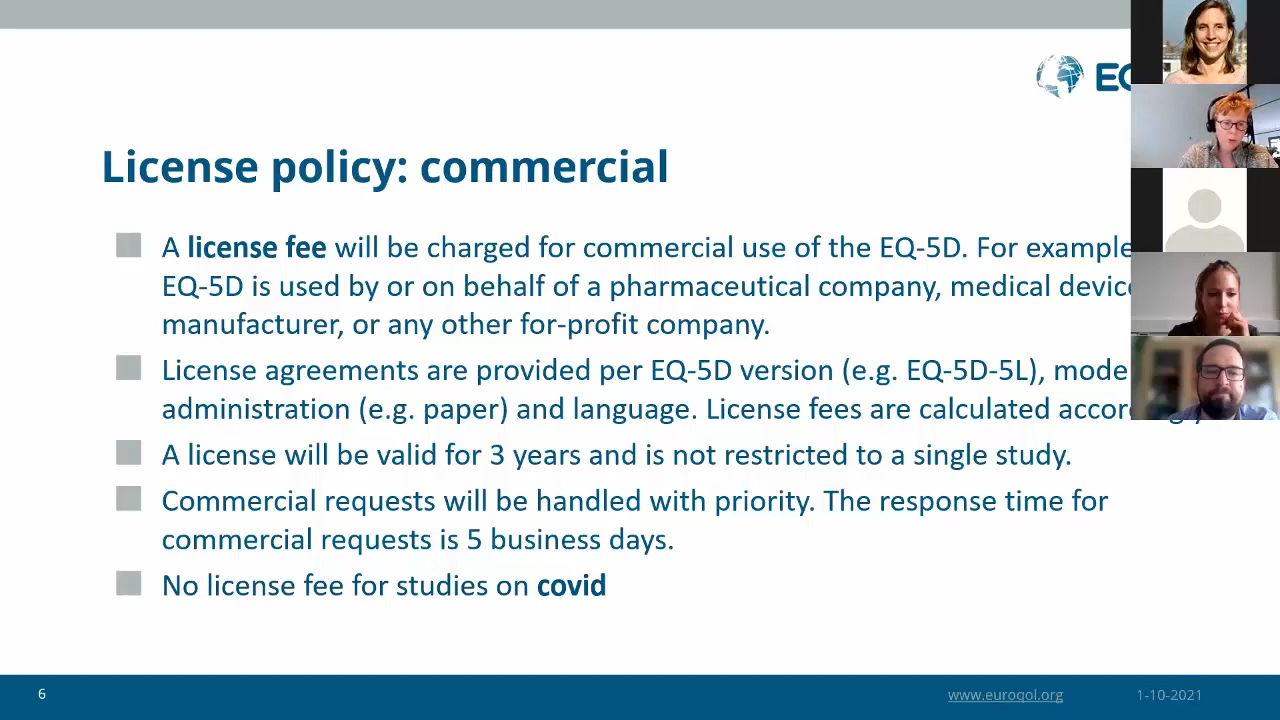 License policy: commercial
A license fee will be charged for commercial use of the EQ-5D. For example
EQ-5D is used by or on behalf of a pharmaceutical company, medical device
manufacturer, or any other for-profit company.
License agreements are provided per EQ-5D version (e.g. EQ-5D-5L), mode
administration (e.g. paper) and language. License fees are calculated
A license will be valid for 3 years and is not restricted to a single study.
Commercial requests will be handled with priority. The response time for
commercial requests is 5 business days.
No license fee for studies on covid
6
www.euroqol.org
1-10-2021